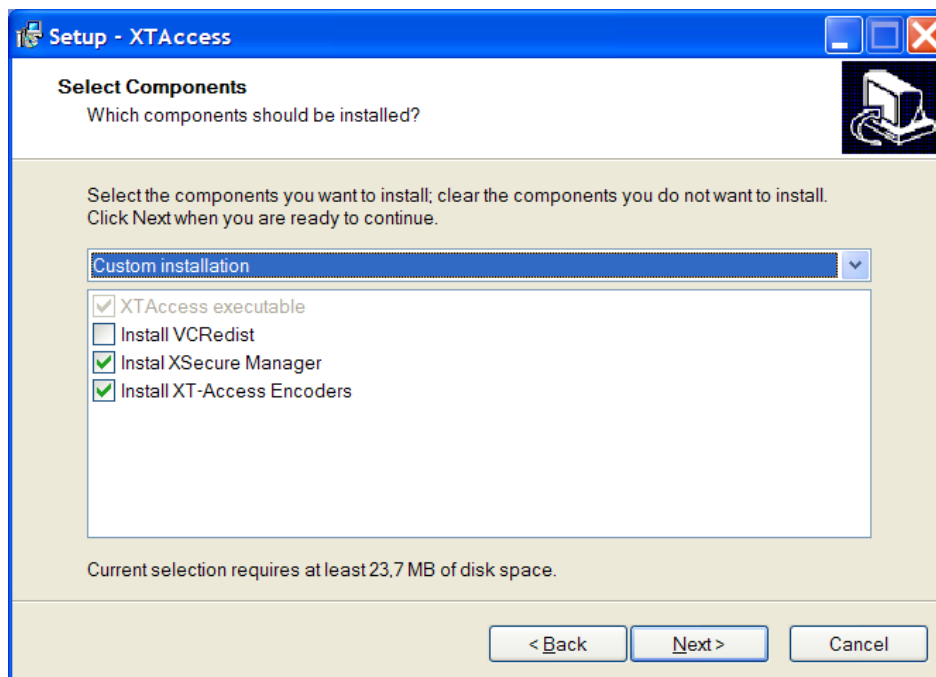 Setup - XTAccess
Select Components
Which components should be installed?
Select the components you want to install; clear the components you do not want to install.
Click Next when you are ready to continue.
Custom installation
XTAccess executable
Install VCRedist
Instal XSecure Manager
Install XT-Access Encoders
Current selection requires at least 23,7 MB of disk space.
< Back Next > Cancel